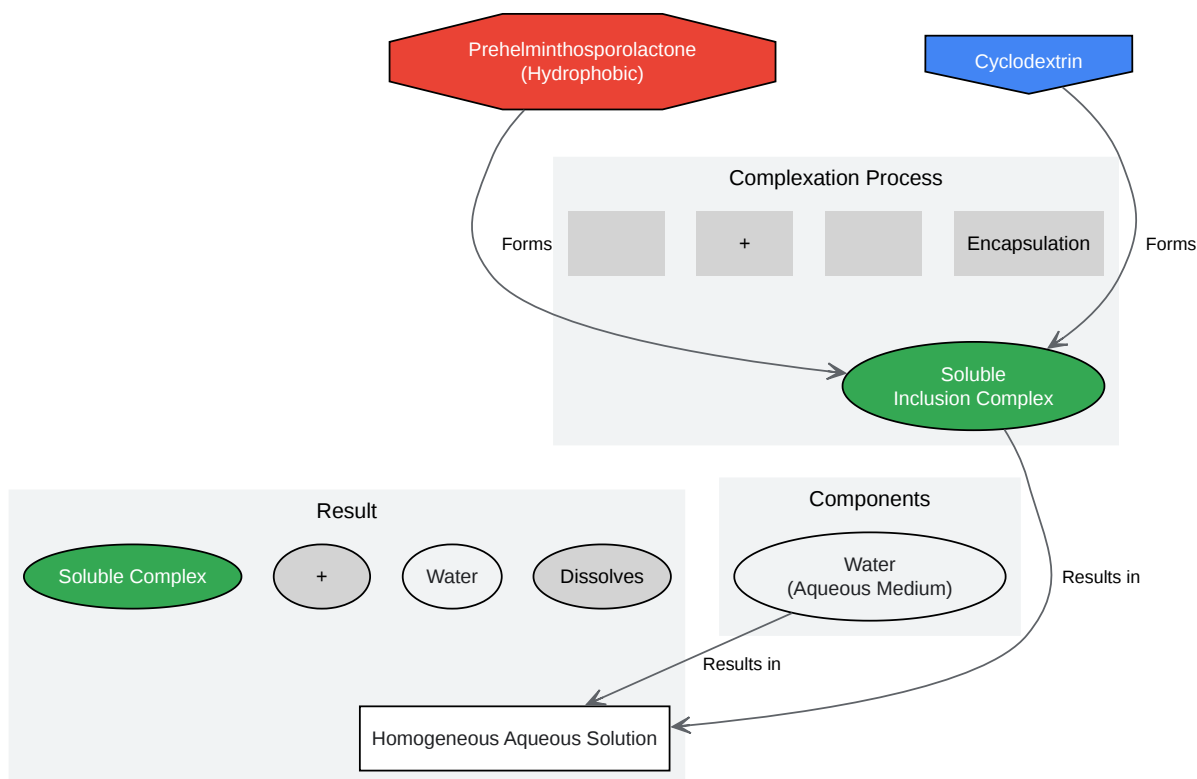 Prehelminthosporolactone
(Hydrophobic)
Cyclodextrin
Complexation Process
Forms
+
Encapsulation
Forms
Soluble
Inclusion Complex
Result
Components
Soluble Complex
+
Water
Dissolves
Water
(Aqueous Medium)
Results in
Results in
Homogeneous Aqueous Solution